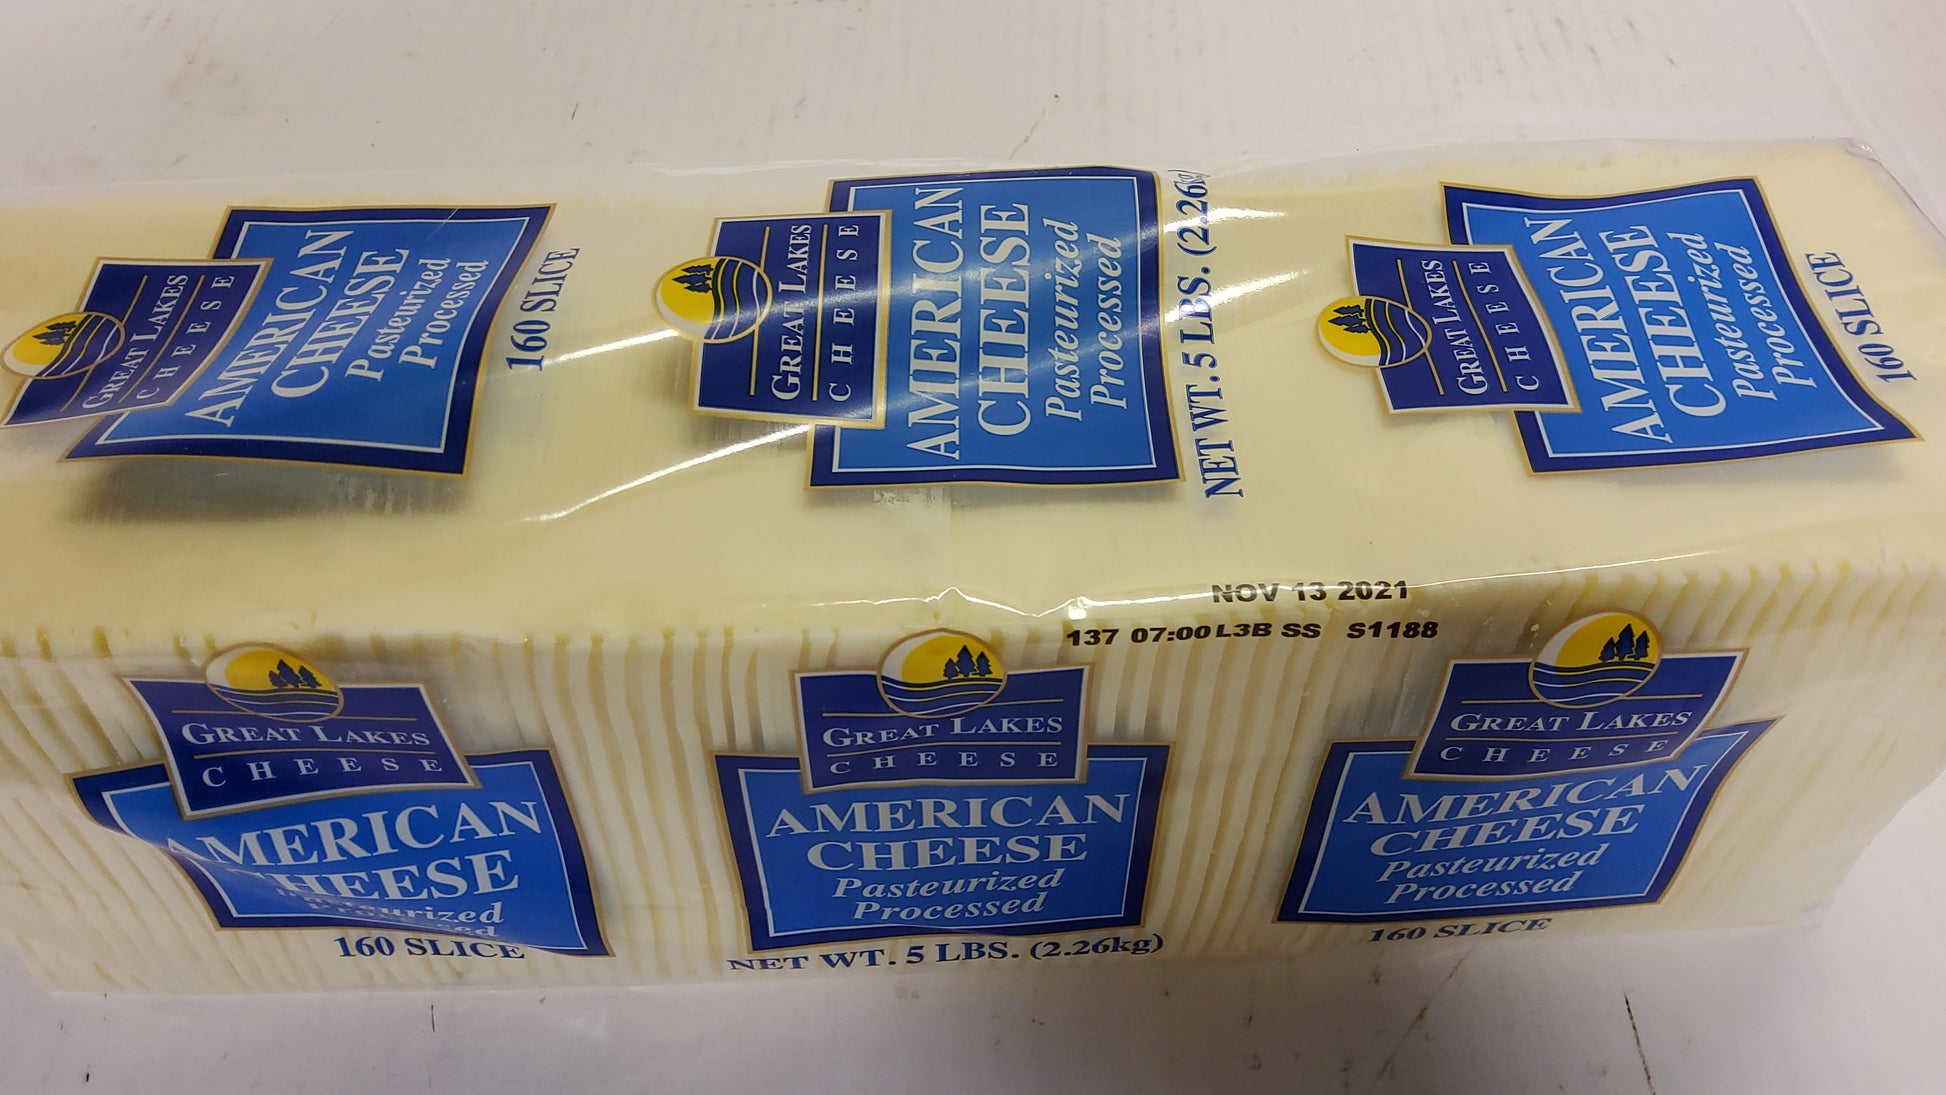 GREAT LAKES
CHEESE
AMERICAN
CHEESE
Pasteurized
Processed
160 SLICE
GREAT LAKES
CHEESE
AMERICAN
CHEESE
Pasteurized
Processed
NET WT. 5 LBS. (2.26kg)
GREAT LAKES
CHEESE
AMERICAN
CHEESE
Pasteurized
Processed
160 SLICE
NOV 13 2021
137 07:00 L3B SS S1188
GREAT LAKES
CHEESE
AMERICAN
CHEESE
Pasteurized
Processed
160 SLICE
GREAT LAKES
CHEESE
AMERICAN
CHEESE
Pasteurized
Processed
NET WT. 5 LBS. (2.26kg)
GREAT LAKES
CHEESE
AMERICAN
CHEESE
Pasteurized
Processed
160 SLICE